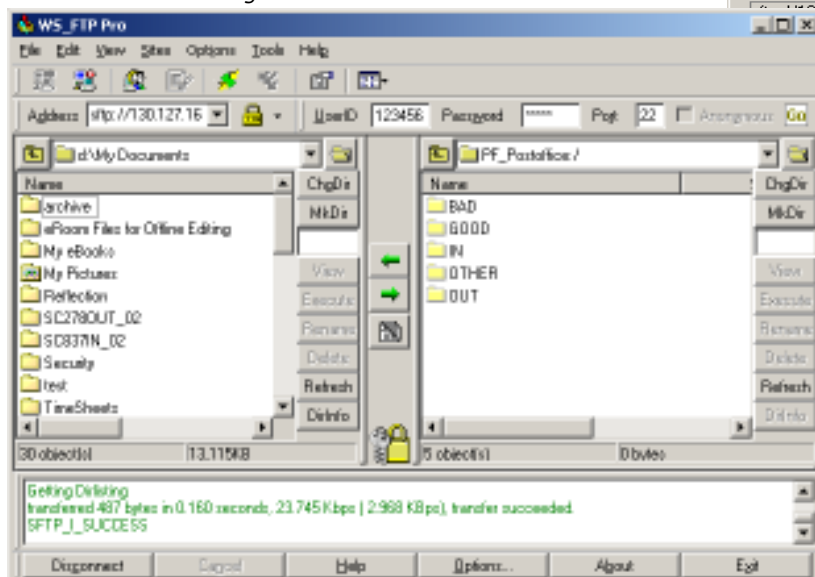 WS_FTP Pro
File Edit View Sites Options Tools Help
Address sftp://130.127.16 UserID 123456 Password ***** Port 22 Anonymous Go
d:\My Documents
PF_Postoffice:/
Name
ChgDir
Name
ChgDir
archive
MkDir
BAD
MkDir
eRoom Files for Offline Editing
GOOD
My eBooks
IN
My Pictures
View
OTHER
View
Reflection
Execute
OUT
Execute
SC278OUT_02
Rename
Rename
SC837IN_02
Security
Delete
Delete
test
Refresh
Refresh
TimeSheets
DirInfo
DirInfo
30 object(s) 13.115KB
5 object(s) 0 bytes
Getting Dirlisting
transferred 487 bytes in 0.160 seconds, 23.745 Kbps ( 2.968 KBps), transfer succeeded.
SFTP_I_SUCCESS
Disconnect Cancel Help Options... About Exit